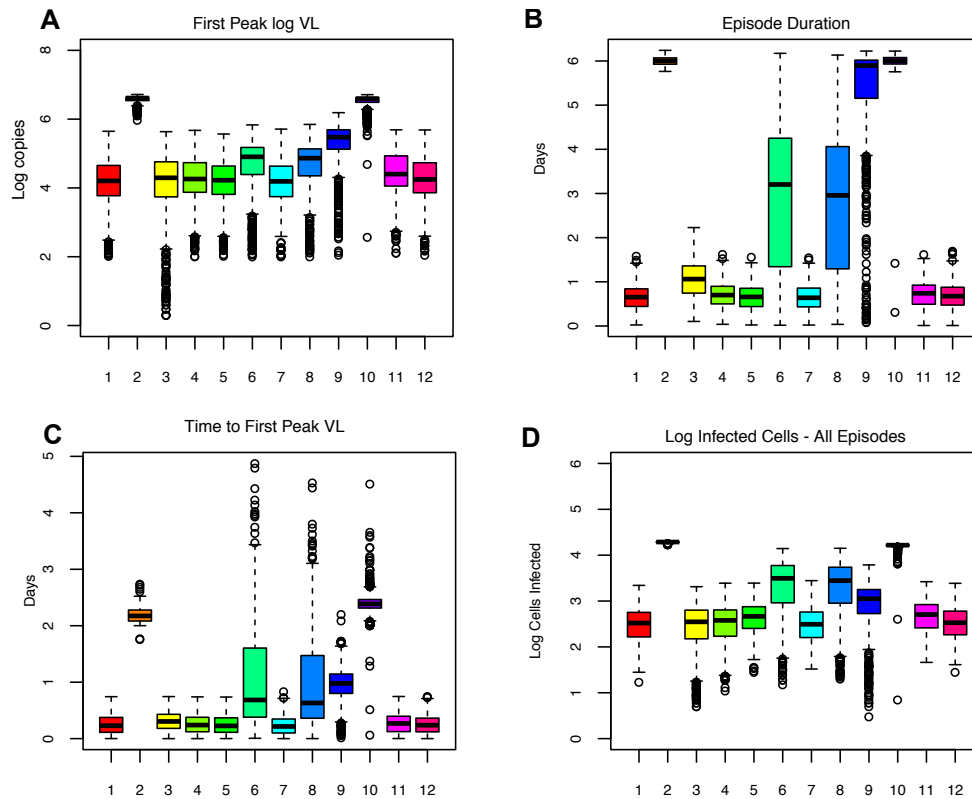 A
First Peak log VL
Log copies
8
6
4
2
0
1 2 3 4 5 6 7 8 9 10 11 12
B
Episode Duration
Days
6
5
4
3
2
1
0
1 2 3 4 5 6 7 8 9 10 11 12
C
Time to First Peak VL
Days
5
4
3
2
1
0
1 2 3 4 5 6 7 8 9 10 11 12
D
Log Infected Cells - All Episodes
Log Cells Infected
6
5
4
3
2
1
0
1 2 3 4 5 6 7 8 9 10 11 12